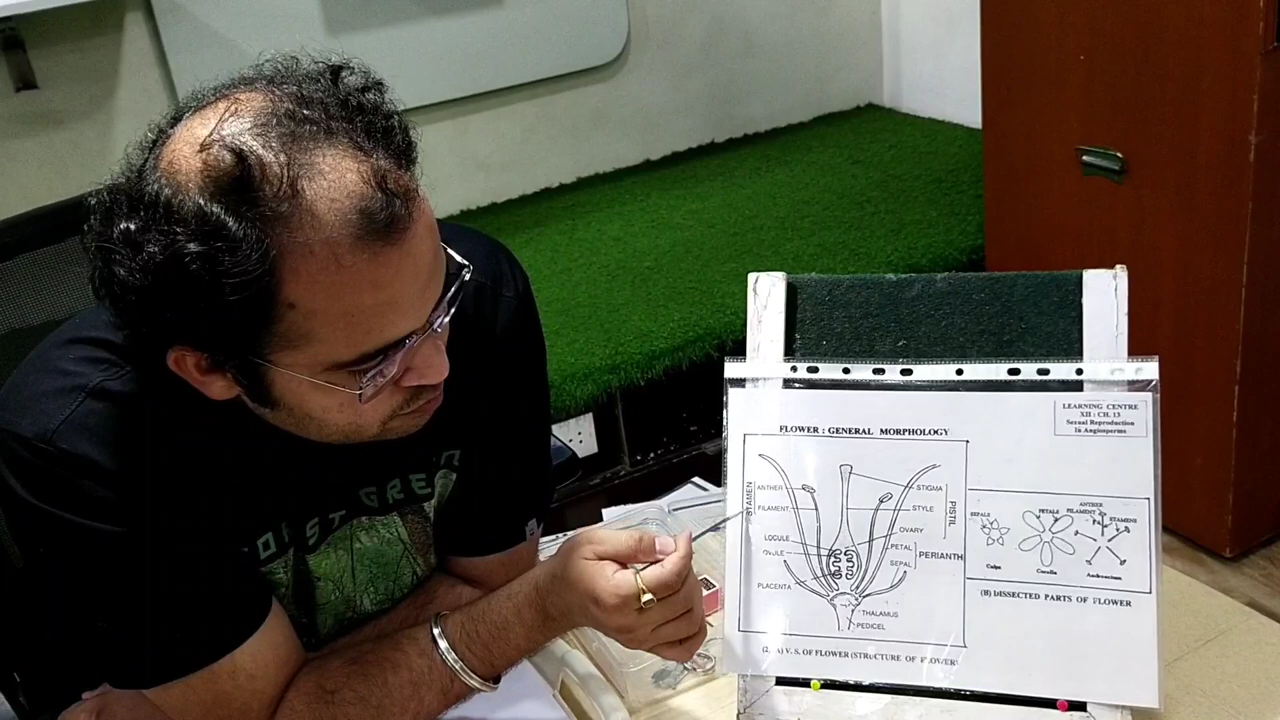 LEARNING CENTRE
XII : CH. 13
Sexual Reproduction
In Angiosperms
FLOWER : GENERAL MORPHOLOGY
STAMEN
ANTHER
FILAMENT
LOCULE
OVULE
PLACENTA
STIGMA
STYLE
PISTIL
OVARY
PETAL
SEPAL
PERIANTH
THALAMUS
PEDICEL
A) V. S. OF FLOWER (STRUCTURE OF FLOWER)
SEPALS
Calyx
PETALS
Corolla
ANTHER
FILAMENT
STAMENS
Androecium
(B) DISSECTED PARTS OF FLOWER